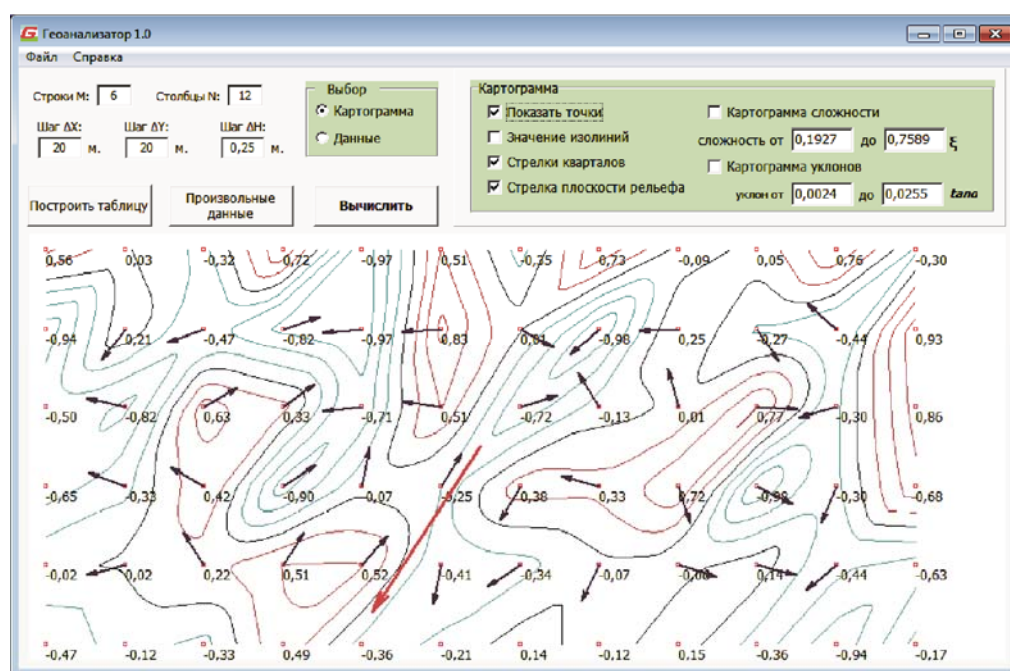 Геоанализатор 1.0
Файл Справка
Строки M: 6 Столбцы N: 12
Шаг ΔX: Шаг ΔY: Шаг ΔH:
20 м. 20 м. 0,25 м.
Выбор
Картограмма
Данные
Построить таблицу
Произвольные данные
Вычислить
Картограмма
Показать точки
Значение изолиний
Стрелки кварталов
Стрелка плоскости рельефа
Картограмма сложности
сложность от 0,1927 до 0,7589 ξ
Картограмма уклонов
уклон от 0,0024 до 0,0255 tanα
0,56 0,03 -0,32 0,72 -0,97 0,51 -0,35 0,73 -0,09 0,05 0,76 -0,30
-0,94 0,21 -0,47 -0,82 -0,97 0,83 0,01 -0,96 0,25 -0,27 -0,44 0,93
-0,50 -0,82 0,63 0,33 -0,71 0,51 -0,72 -0,13 0,01 0,77 -0,30 0,86
-0,65 -0,33 0,42 -0,90 -0,07 -0,25 -0,38 0,33 0,72 -0,30 -0,68
-0,02 0,02 0,22 0,51 0,52 -0,41 -0,34 -0,07 0,14 -0,44 -0,63
-0,47 -0,12 -0,33 0,49 -0,36 -0,21 0,14 -0,12 0,15 -0,36 -0,94 -0,17